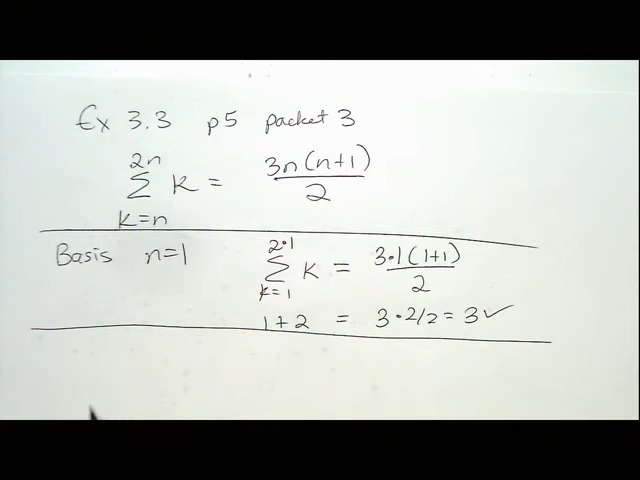 Ex 3.3 p5 packet 3
2n
∑ k = 3n(n+1)/2
k=n
Basis n=1 2·1 ∑ k=1 k = 3·1(1+1)/2
1+2 = 3·2/2 = 3 ✓